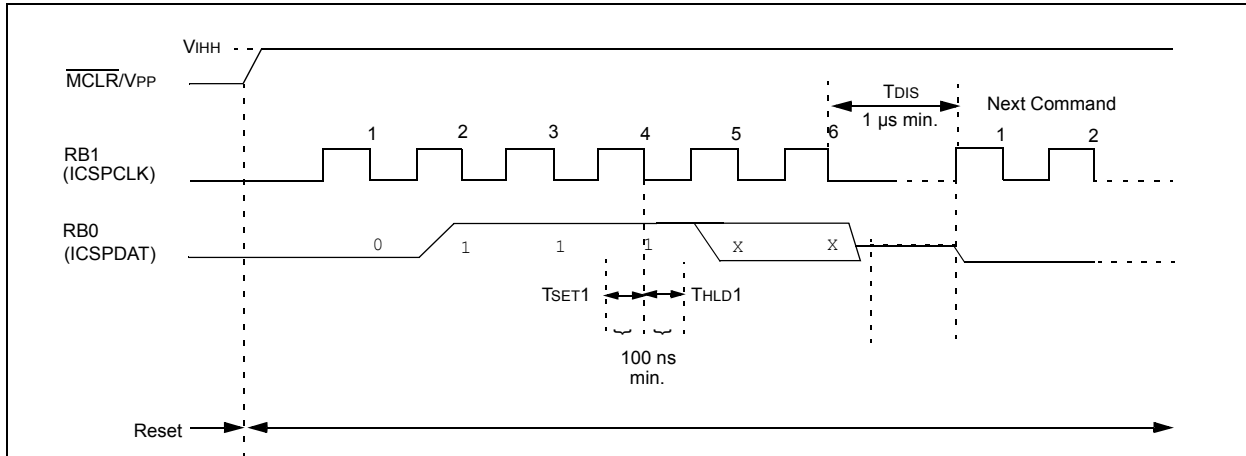 VIHH
MCLR/VPP
TDIS
1 µs min.
Next Command
1 2 3 4 5 6 1 2
RB1
(ICSPCLK)
RB0
(ICSPDAT)
0 1 1 1 X X
TSET1
THLD1
100 ns
min.
Reset